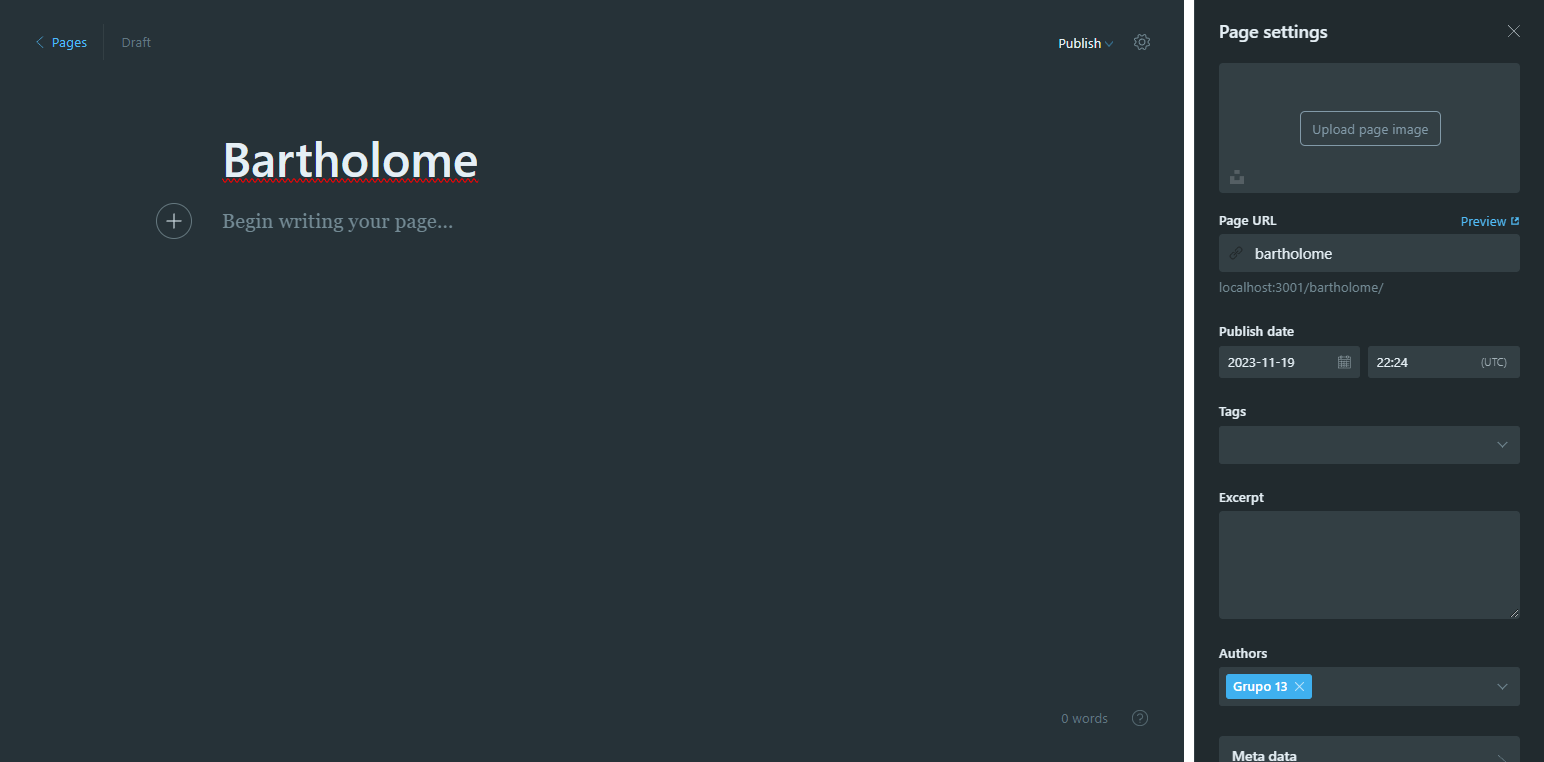 Pages
Draft
Publish
Bartholome
Begin writing your page...
0 words
?
Page settings
Upload page image
Page URL
Preview
bartholome
localhost:3001/bartholome/
Publish date
2023-11-19
22:24
(UTC)
Tags
Excerpt
Authors
Grupo 13
Meta data